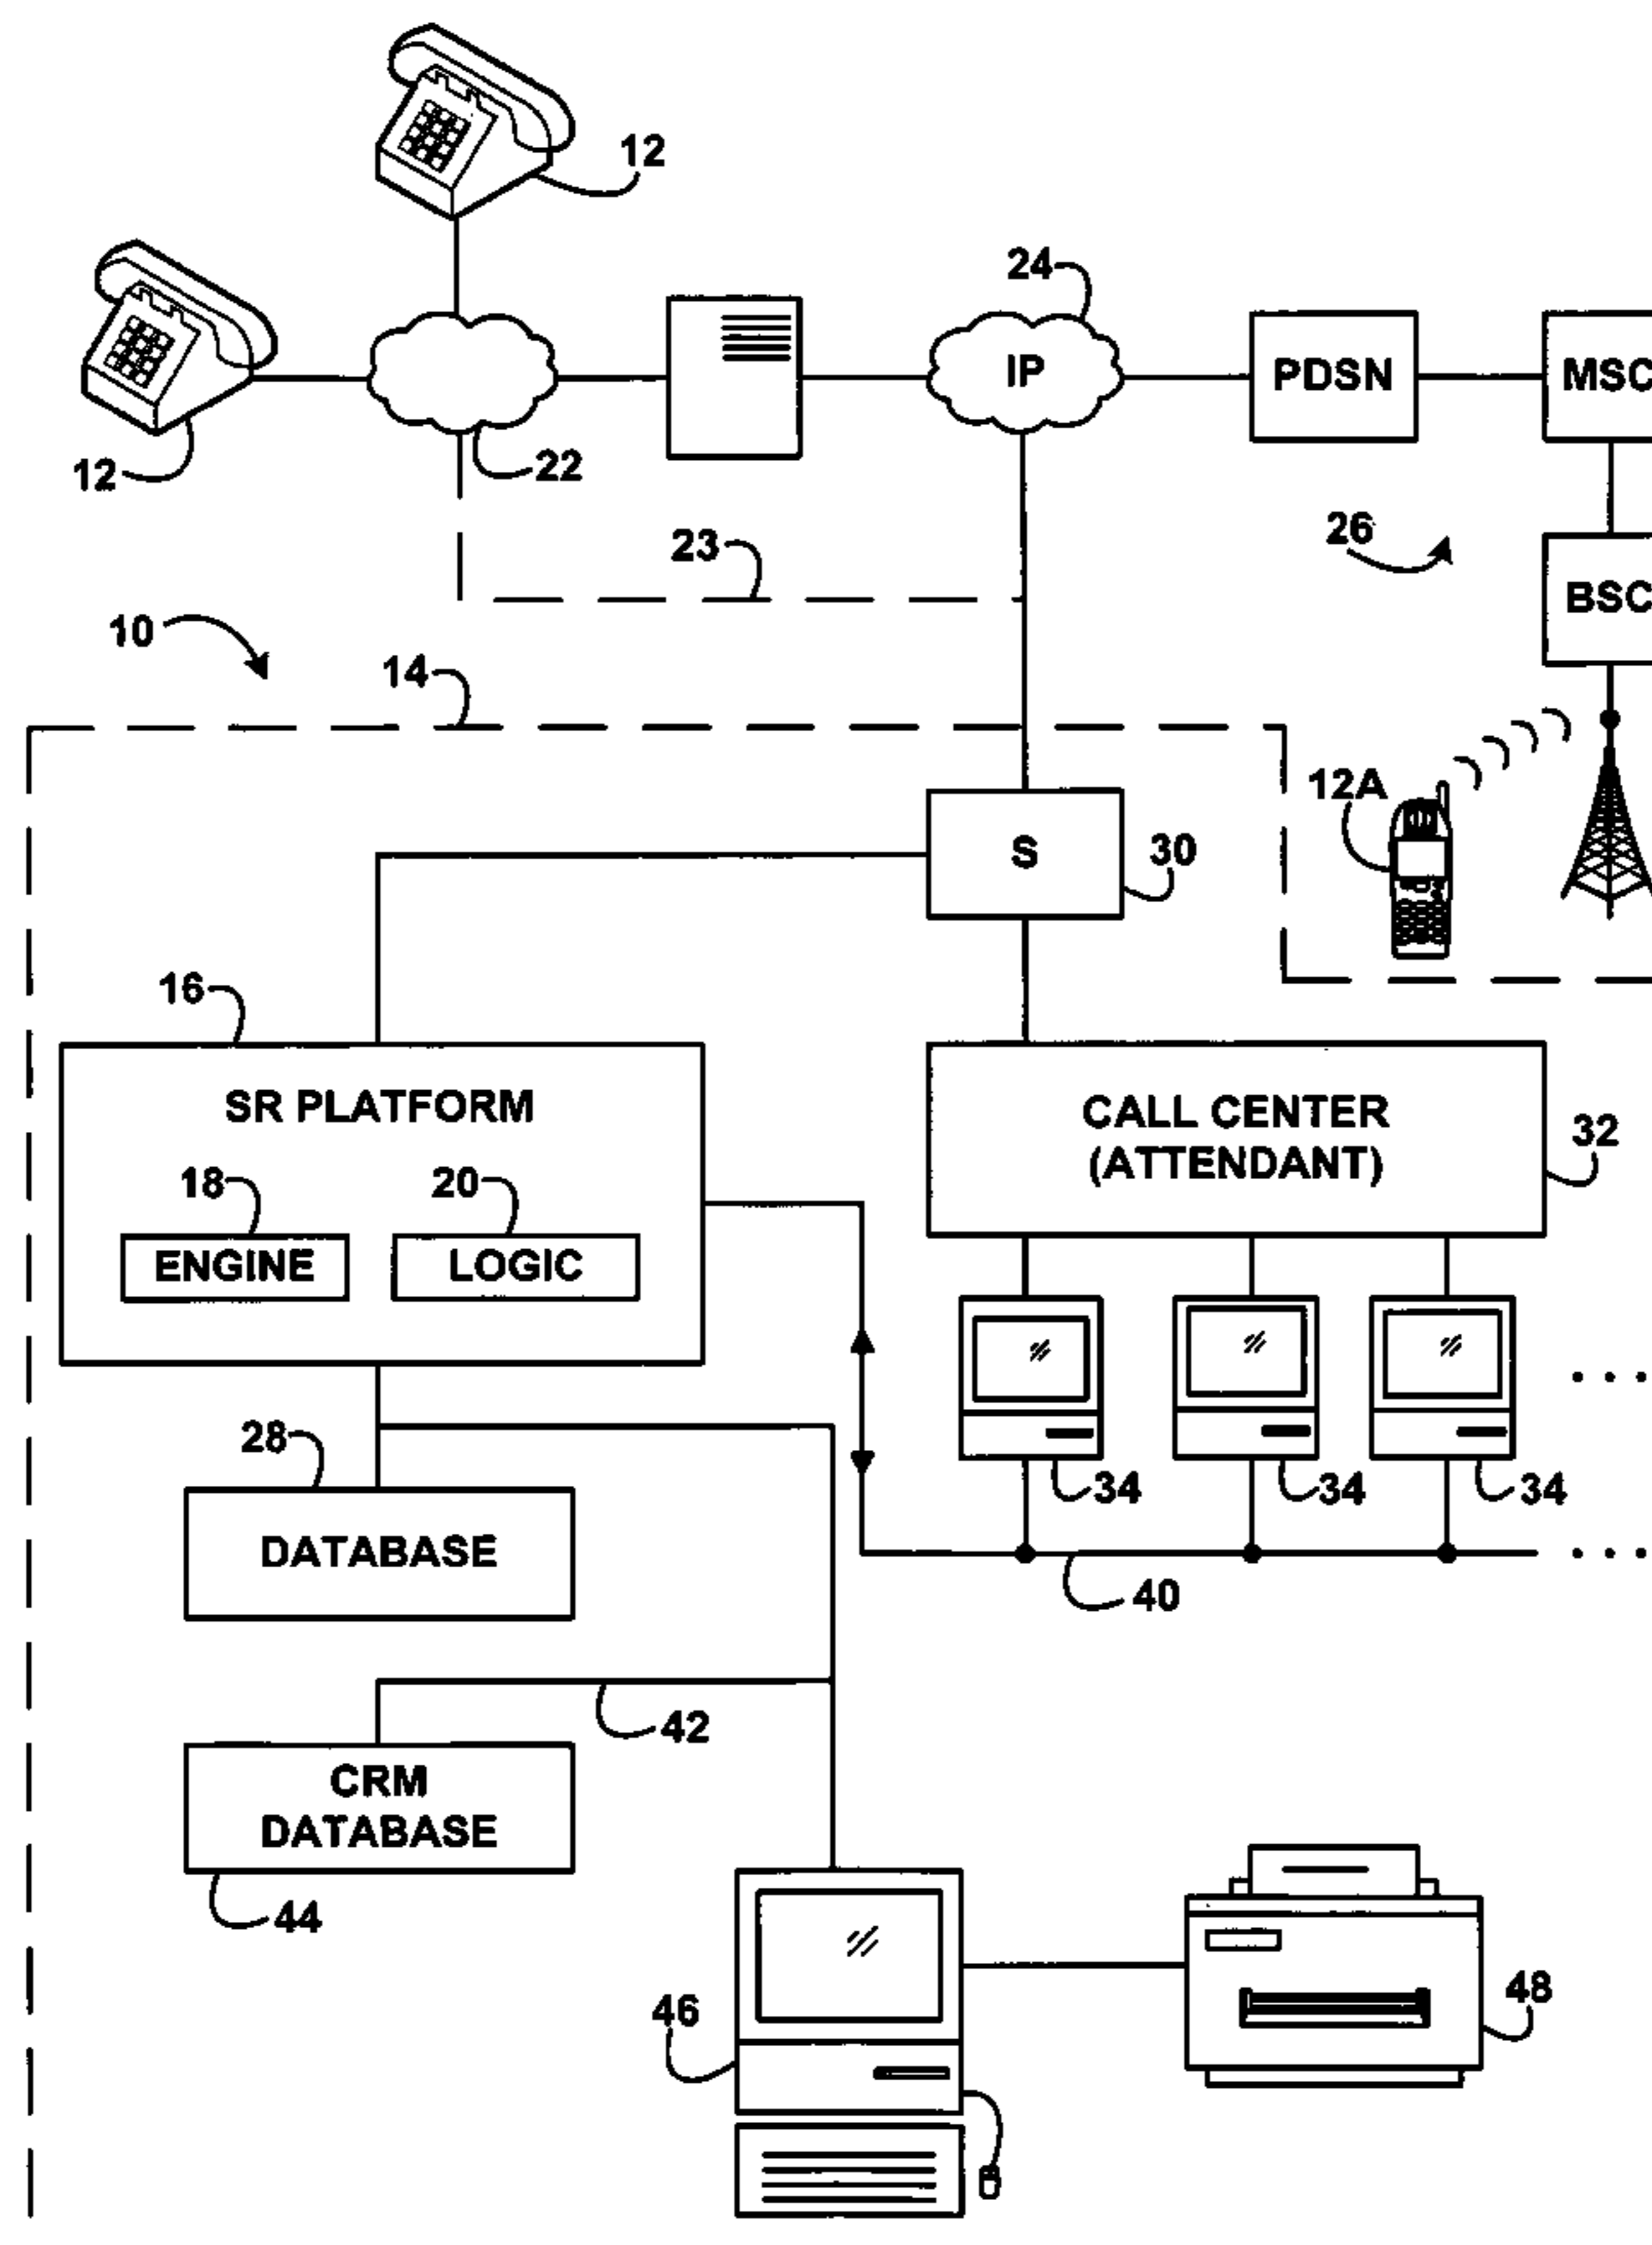 12
24
IP
PDSN
MSC
12
22
23
26
BSC
10
14
12A
S
30
16
SR PLATFORM
CALL CENTER
(ATTENDANT)
32
18
20
ENGINE
LOGIC
28
34
34
34
DATABASE
40
42
CRM
DATABASE
44
46
48